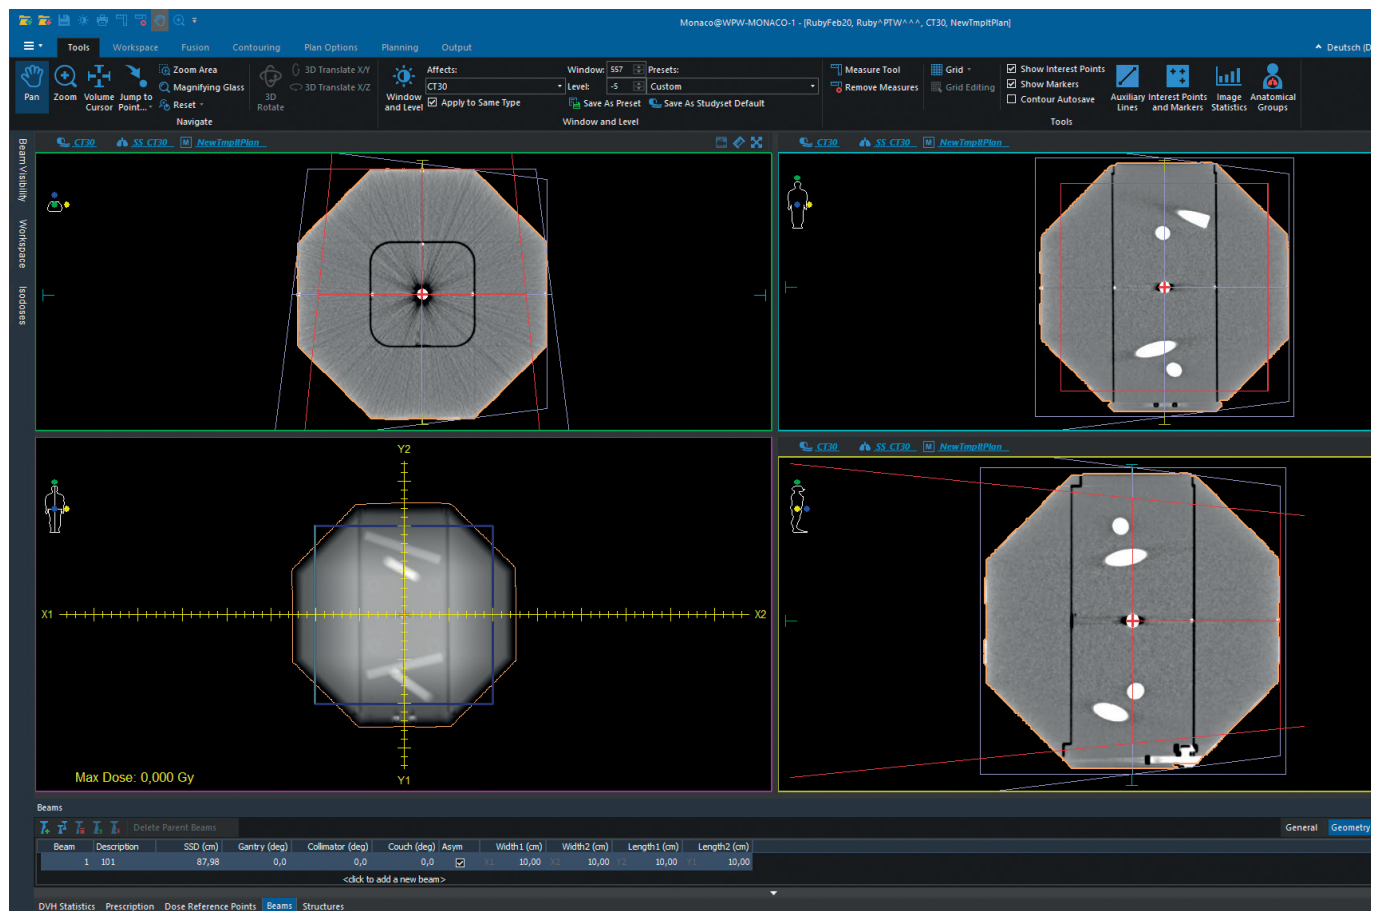 Monaco@WPW-MONACO-1 - [RubyFeb20, Ruby^PTW^^^, CT30, NewTmpltPlan]
Tools Workspace Fusion Contouring Plan Options Planning Output
Deutsch (D
Pan Zoom Volume Cursor Jump to Point...
Zoom Area
Magnifying Glass
Reset
3D Rotate
3D Translate X/Y
3D Translate X/Z
Navigate
Window and Level
Affects:
CT30
Apply to Same Type
Window: 557 Presets:
Level: -5 Custom
Save As Preset Save As Studyset Default
Window and Level
Measure Tool
Remove Measures
Grid
Grid Editing
Show Interest Points
Show Markers
Contour Autosave
Auxiliary Lines Interest Points and Markers Image Statistics Anatomical Groups
Tools
Beam Visibility
Workspace
Isodoses
CT30 SS CT30 M NewTmpltPlan
CT30 SS CT30 M NewTmpltPlan
CT30 SS CT30 M NewTmpltPlan
Y2
X1 X2
Y1
Max Dose: 0,000 Gy
Beams
Delete Parent Beams
General Geometry
Beam Description SSD (cm) Gantry (deg) Collimator (deg) Couch (deg) Asym Width1 (cm) Width2 (cm) Length1 (cm) Length2 (cm)
1 101 87,98 0,0 0,0 0,0 X1 10,00 X2 10,00 Y2 10,00 Y1 10,00
<click to add a new beam>
DVH Statistics Prescription Dose Reference Points Beams Structures